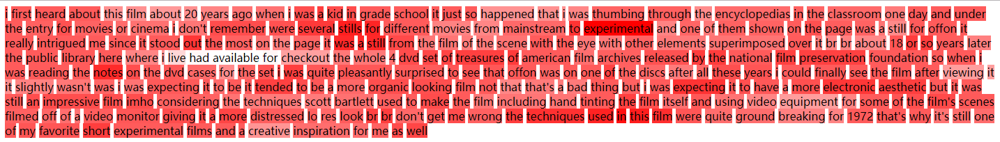 i first heard about this film about 20 years ago when i was a kid in grade school it just so happened that i was thumbing through the encyclopedias in the classroom one day and under
the entry for movies or cinema i don't remember were several stills for different movies from mainstream to experimental and one of them shown on the page was a still for offon it
really intrigued me since it stood out the most on the page it was a still from the film of the scene with the eye with other elements superimposed over it br br about 18 or so years later
the public library here where i live had available for checkout the whole 4 dvd set of treasures of american film archives released by the national film preservation foundation so when i
was reading the notes on the dvd cases for the set i was quite pleasantly surprised to see that offon was on one of the discs after all these years i could finally see the film after viewing it
it slightly wasn't was i was expecting it to be it tended to be a more organic looking film not that that's a bad thing but i was expecting it to have a more electronic aesthetic but it was
still an impressive film imho considering the techniques scott bartlett used to make the film including hand tinting the film itself and using video equipment for some of the film's scenes
filmed off of a video monitor giving it a more distressed lo res look br br don't get me wrong the techniques used in this film were quite ground breaking for 1972 that's why it's still one
of my favorite short experimental films and a creative inspiration for me as well